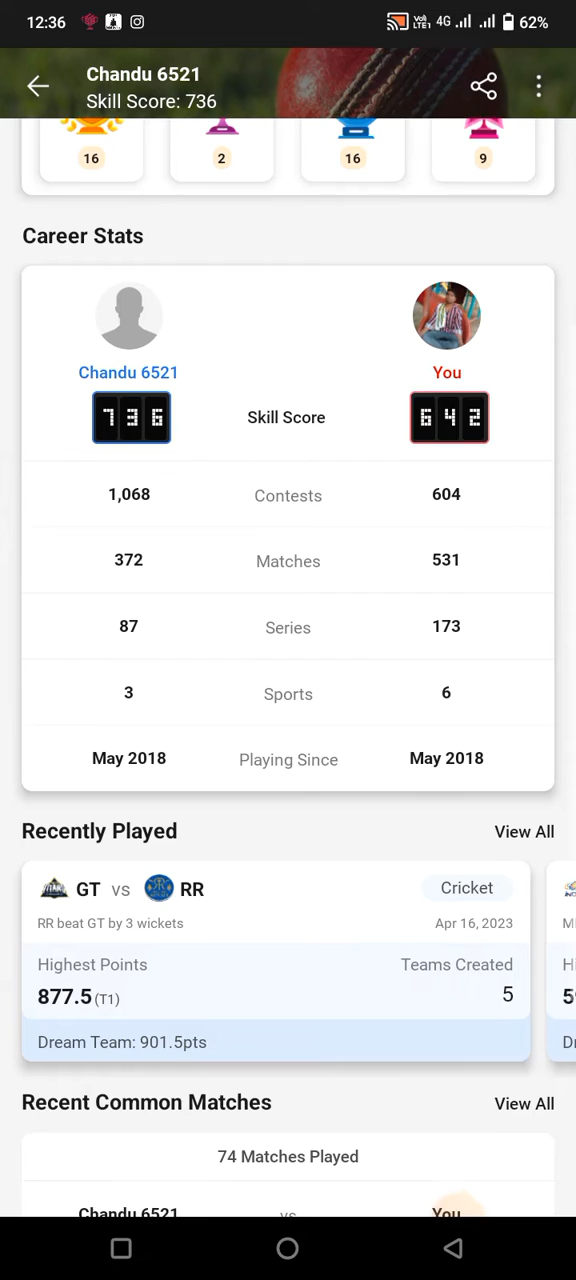 12:36 4G 62%
Chandu 6521
Skill Score: 736
16 2 16 9
Career Stats
Chandu 6521 You
736 Skill Score 642
1,068 Contests 604
372 Matches 531
87 Series 173
3 Sports 6
May 2018 Playing Since May 2018
Recently Played View All
GT vs RR Cricket
RR beat GT by 3 wickets Apr 16, 2023
Highest Points Teams Created
877.5 (T1) 5
Dream Team: 901.5pts
Recent Common Matches View All
74 Matches Played
Chandu 6521 vs You